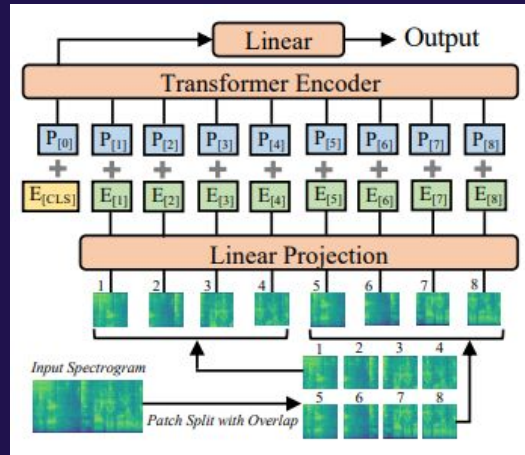 Linear Output
Transformer Encoder
P[0] P[1] P[2] P[3] P[4] P[5] P[6] P[7] P[8]
+ + + + + + + + +
E[CLS] E[1] E[2] E[3] E[4] E[5] E[6] E[7] E[8]
Linear Projection
1 2 3 4 5 6 7 8
Input Spectrogram
1 2 3 4
5 6 7 8
Patch Split with Overlap